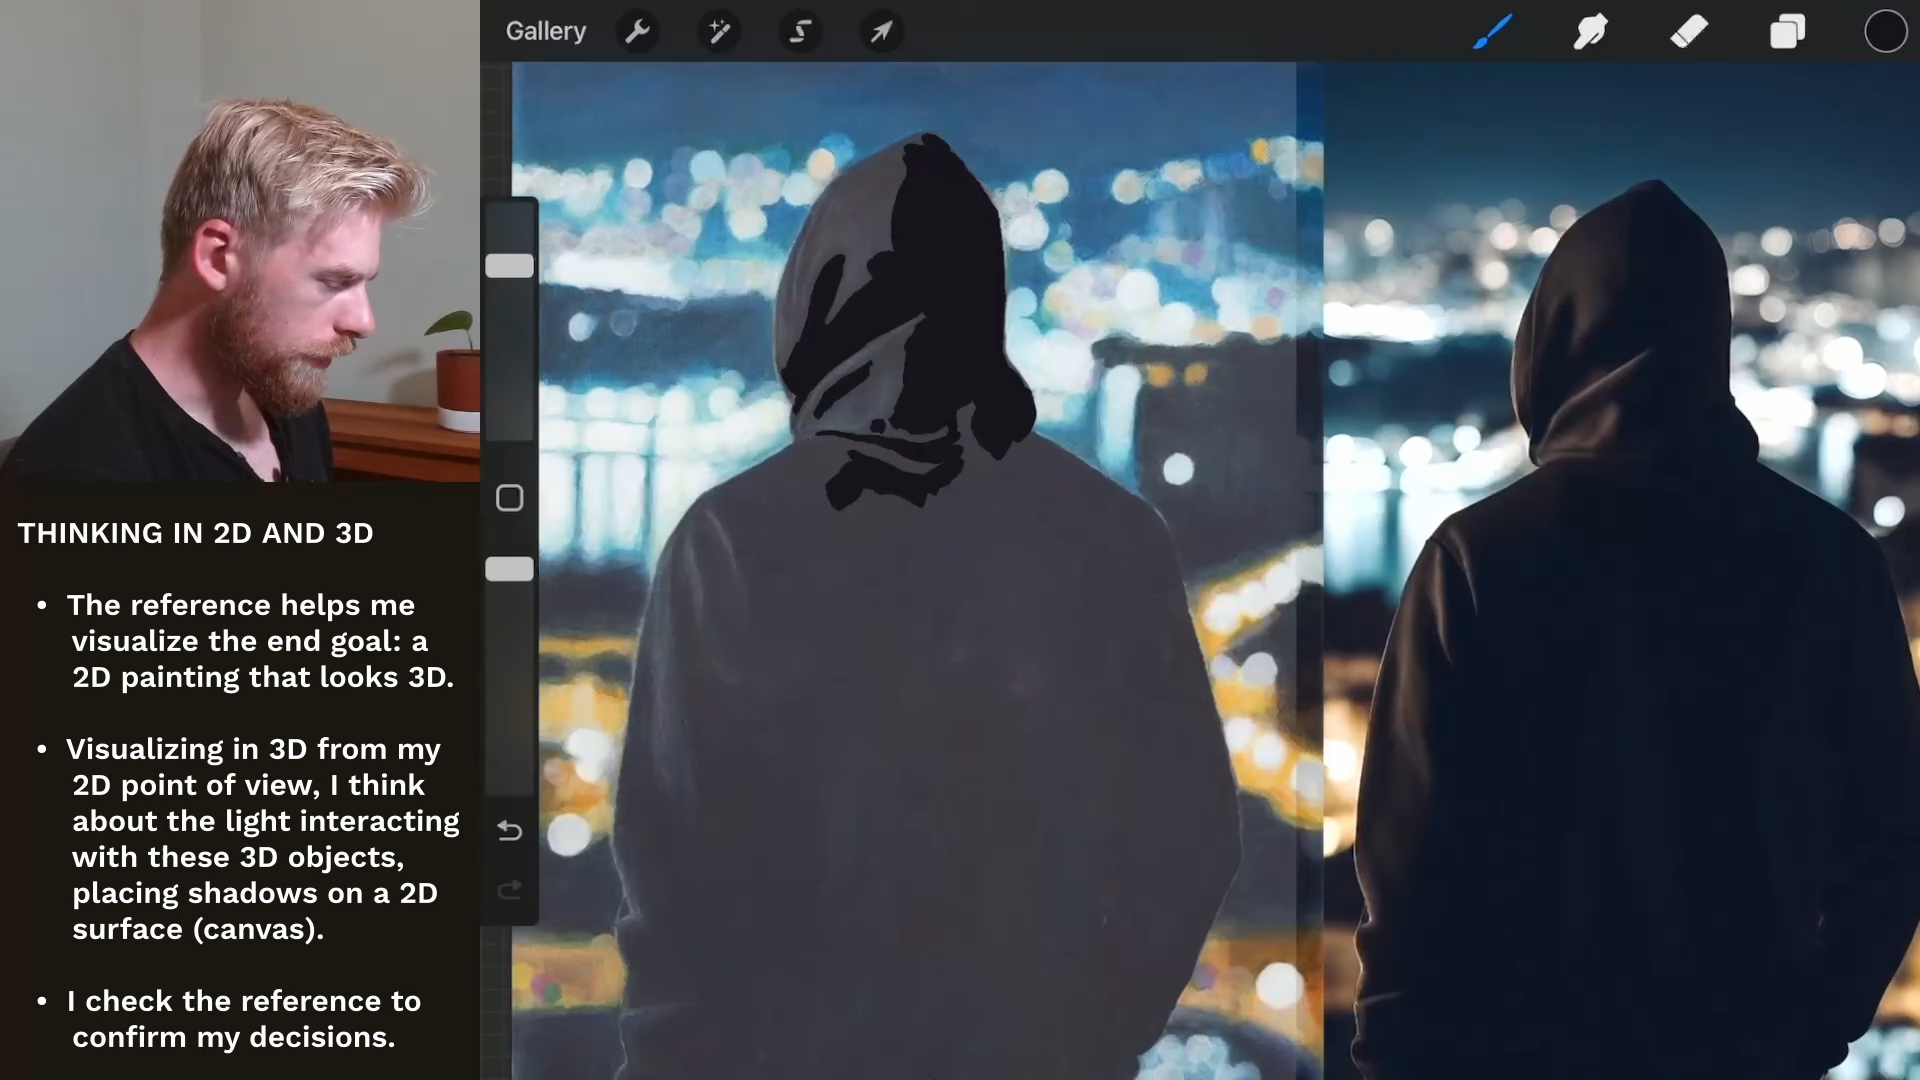 Gallery
THINKING IN 2D AND 3D
• The reference helps me
visualize the end goal: a
2D painting that looks 3D.
• Visualizing in 3D from my
2D point of view, I think
about the light interacting
with these 3D objects,
placing shadows on a 2D
surface (canvas).
• I check the reference to
confirm my decisions.